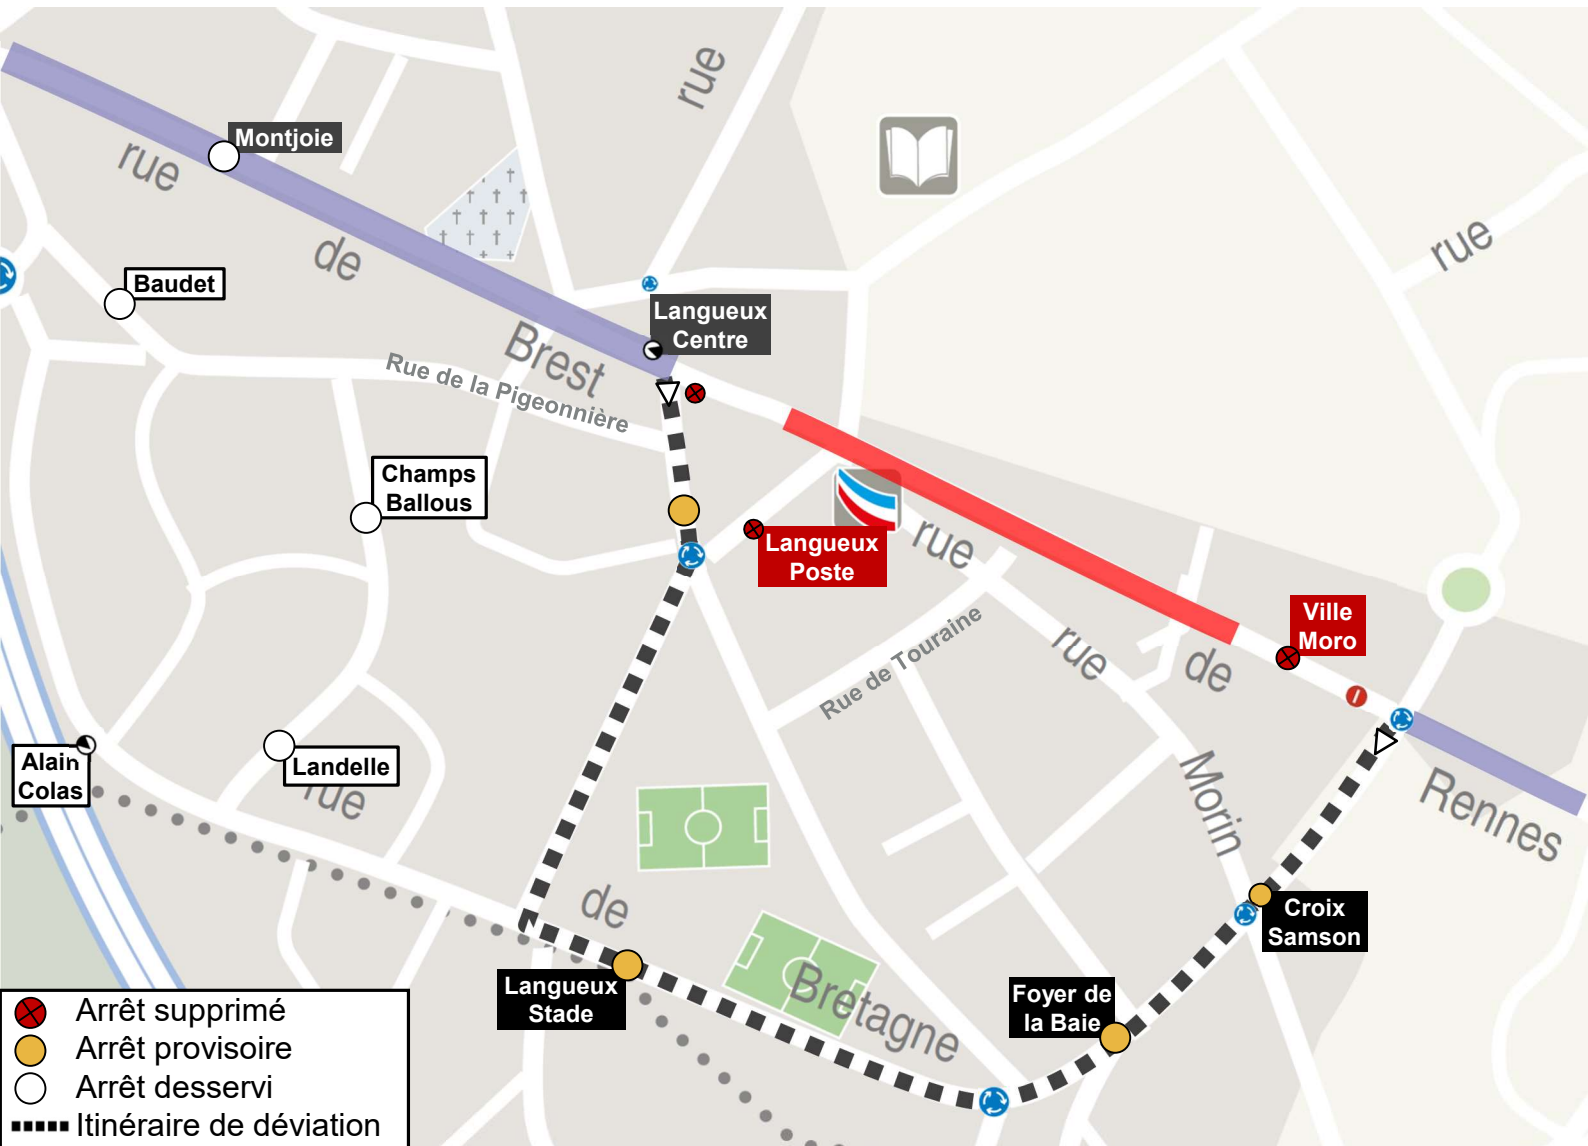 rue
Montjoie
rue
de
rue
Baudet
Langueux
Centre
Brest
Rue de la Pigeonnière
Champs
Ballous
Langueux
Poste
rue
Rue de Touraine
rue
Ville
Moro
de
Alain
Colas
Landelle
rue
Morin
Rennes
de
Croix
Samson
Langueux
Stade
Bretagne
Foyer de
la Baie
Arrêt supprimé
Arrêt provisoire
Arrêt desservi
Itinéraire de déviation